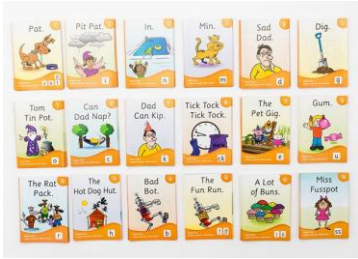 Pat.
Pit Pat.
In.
Min.
Sad
Dad.
Dig.
i
n
m
d
g
Tom
Tin Pot.
Can
Dad Nap?
Dad
Can Kip.
Tick Tock
Tick Tock.
The
Pet Gig.
Gum.
o
c
k
ck
e
u
The Rat
Pack.
The
Hot Dog Hut.
Bad
Bot.
The
Fun Run.
A Lot
of Buns.
Miss
Fusspot
r
h
b
ss